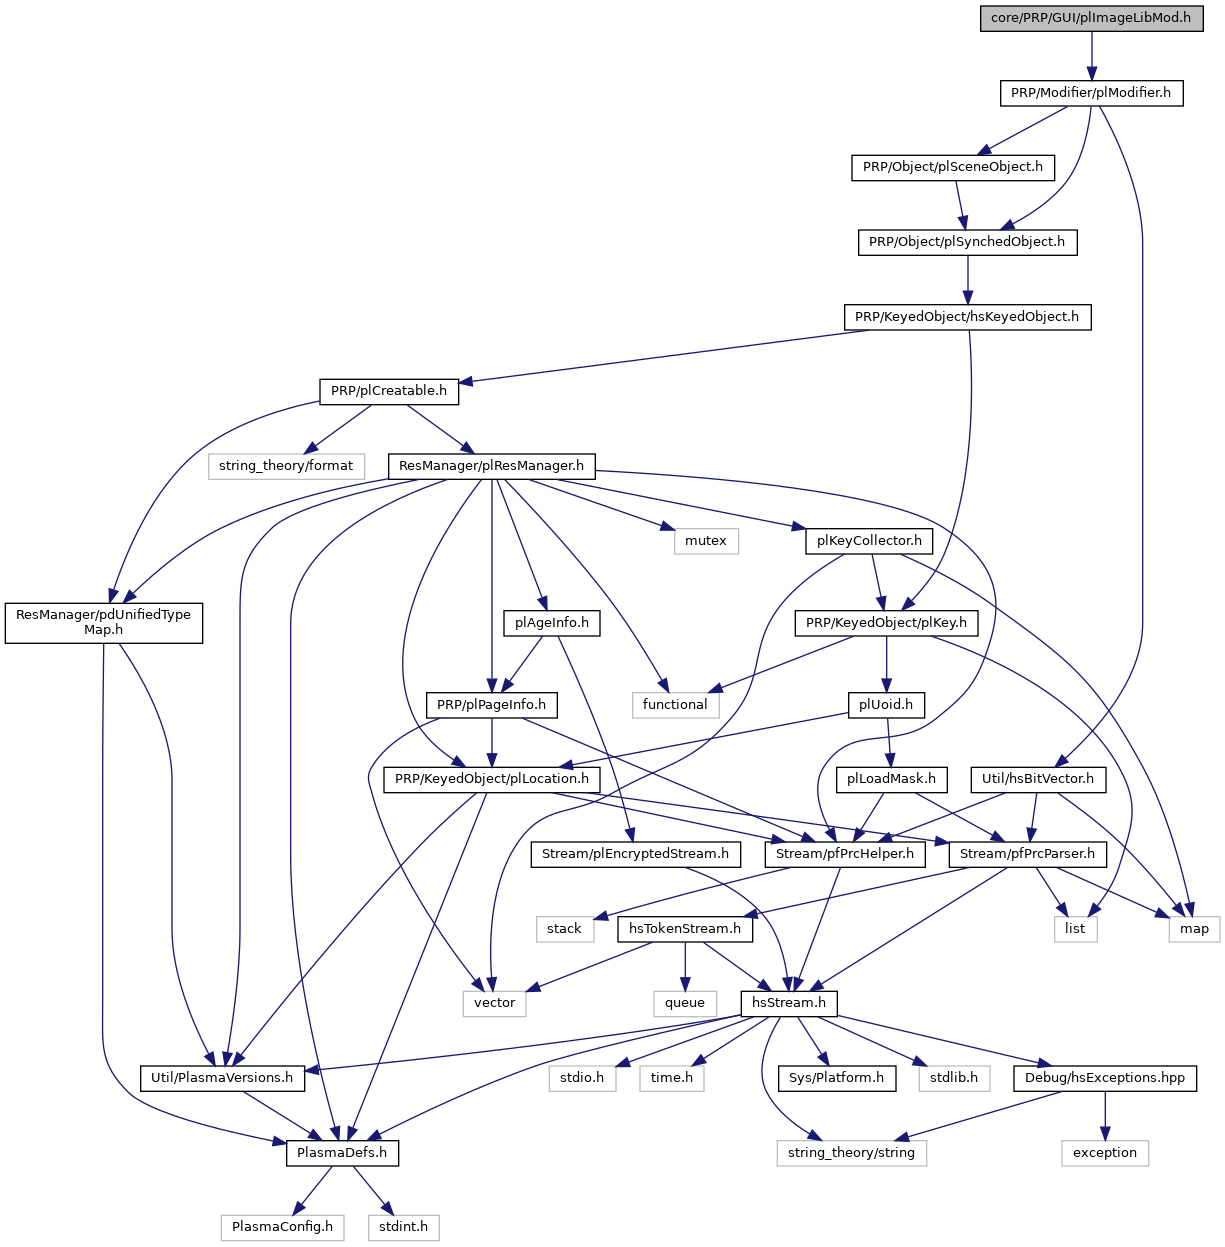 core/PRP/GUI/plImageLibMod.h
PRP/Modifier/plModifier.h
PRP/Object/plSceneObject.h
PRP/Object/plSynchedObject.h
PRP/KeyedObject/hsKeyedObject.h
PRP/plCreatable.h
string_theory/format
ResManager/plResManager.h
mutex
plKeyCollector.h
ResManager/pdUnifiedType
Map.h
plAgeInfo.h
PRP/KeyedObject/plKey.h
PRP/plPageInfo.h
functional
plUoid.h
PRP/KeyedObject/plLocation.h
plLoadMask.h
Util/hsBitVector.h
Stream/plEncryptedStream.h
Stream/pfPrcHelper.h
Stream/pfPrcParser.h
stack
hsTokenStream.h
list
map
vector
queue
hsStream.h
Util/PlasmaVersions.h
stdio.h
time.h
Sys/Platform.h
stdlib.h
Debug/hsExceptions.hpp
PlasmaDefs.h
string_theory/string
exception
PlasmaConfig.h
stdint.h